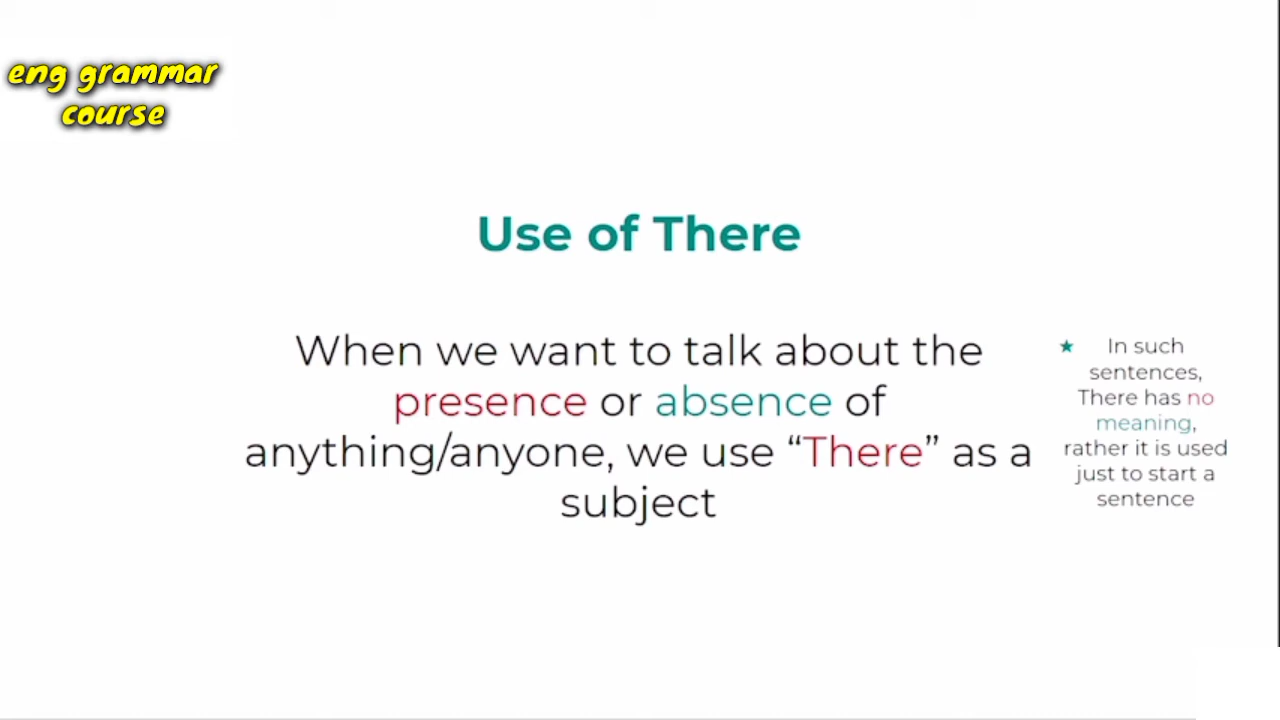 eng grammar
course
Use of There
When we want to talk about the
presence or absence of
anything/anyone, we use “There” as a
subject
★ In such
sentences,
There has no
meaning,
rather it is used
just to start a
sentence